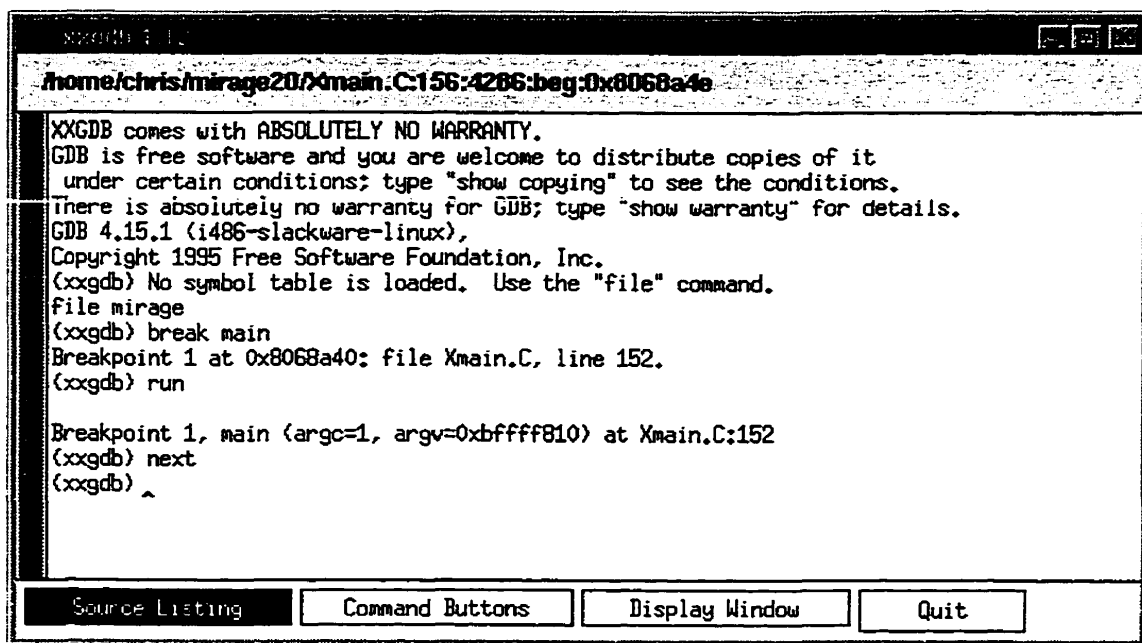 xxgdb 1.12
/home/chris/mirage20/Xmain.C:156:4286:beg:0x8068a4e
XXGDB comes with ABSOLUTELY NO WARRANTY.
GDB is free software and you are welcome to distribute copies of it
under certain conditions; type "show copying" to see the conditions.
There is absolutely no warranty for GDB; type "show warranty" for details.
GDB 4.15.1 (i486-slackware-linux),
Copyright 1995 Free Software Foundation, Inc.
(xxgdb) No symbol table is loaded.  Use the "file" command.
file mirage
(xxgdb) break main
Breakpoint 1 at 0x8068a40: file Xmain.C, line 152.
(xxgdb) run
Breakpoint 1, main (argc=1, argv=0xbffff810) at Xmain.C:152
(xxgdb) next
(xxgdb) ^
Source Listing
Command Buttons
Display Window
Quit